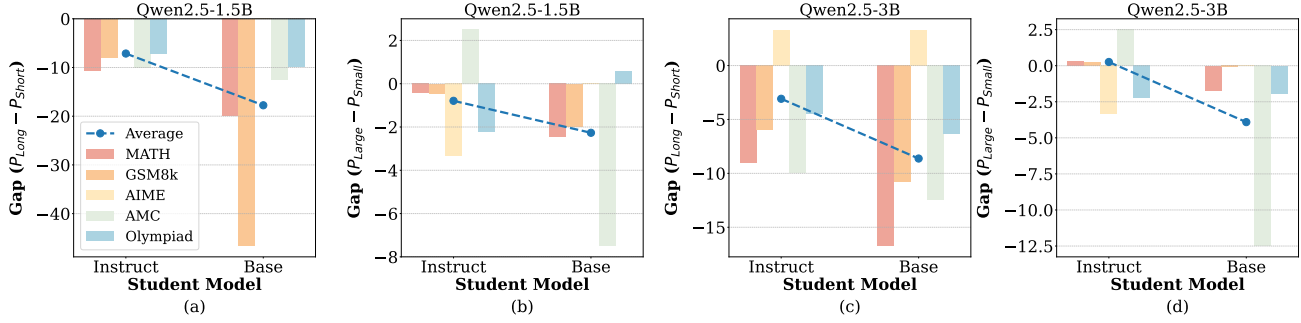 Qwen2.5-1.5B
0
−10
−20
−30
−40
Gap (P_Long − P_Short)
Average
MATH
GSM8k
AIME
AMC
Olympiad
Instruct
Base
Student Model
(a)
Qwen2.5-1.5B
2
0
−2
−4
−6
−8
Gap (P_Large − P_Small)
Instruct
Base
Student Model
(b)
Qwen2.5-3B
0
−5
−10
−15
Gap (P_Long − P_Short)
Instruct
Base
Student Model
(c)
Qwen2.5-3B
2.5
0.0
−2.5
−5.0
−7.5
−10.0
−12.5
Gap (P_Large − P_Small)
Instruct
Base
Student Model
(d)